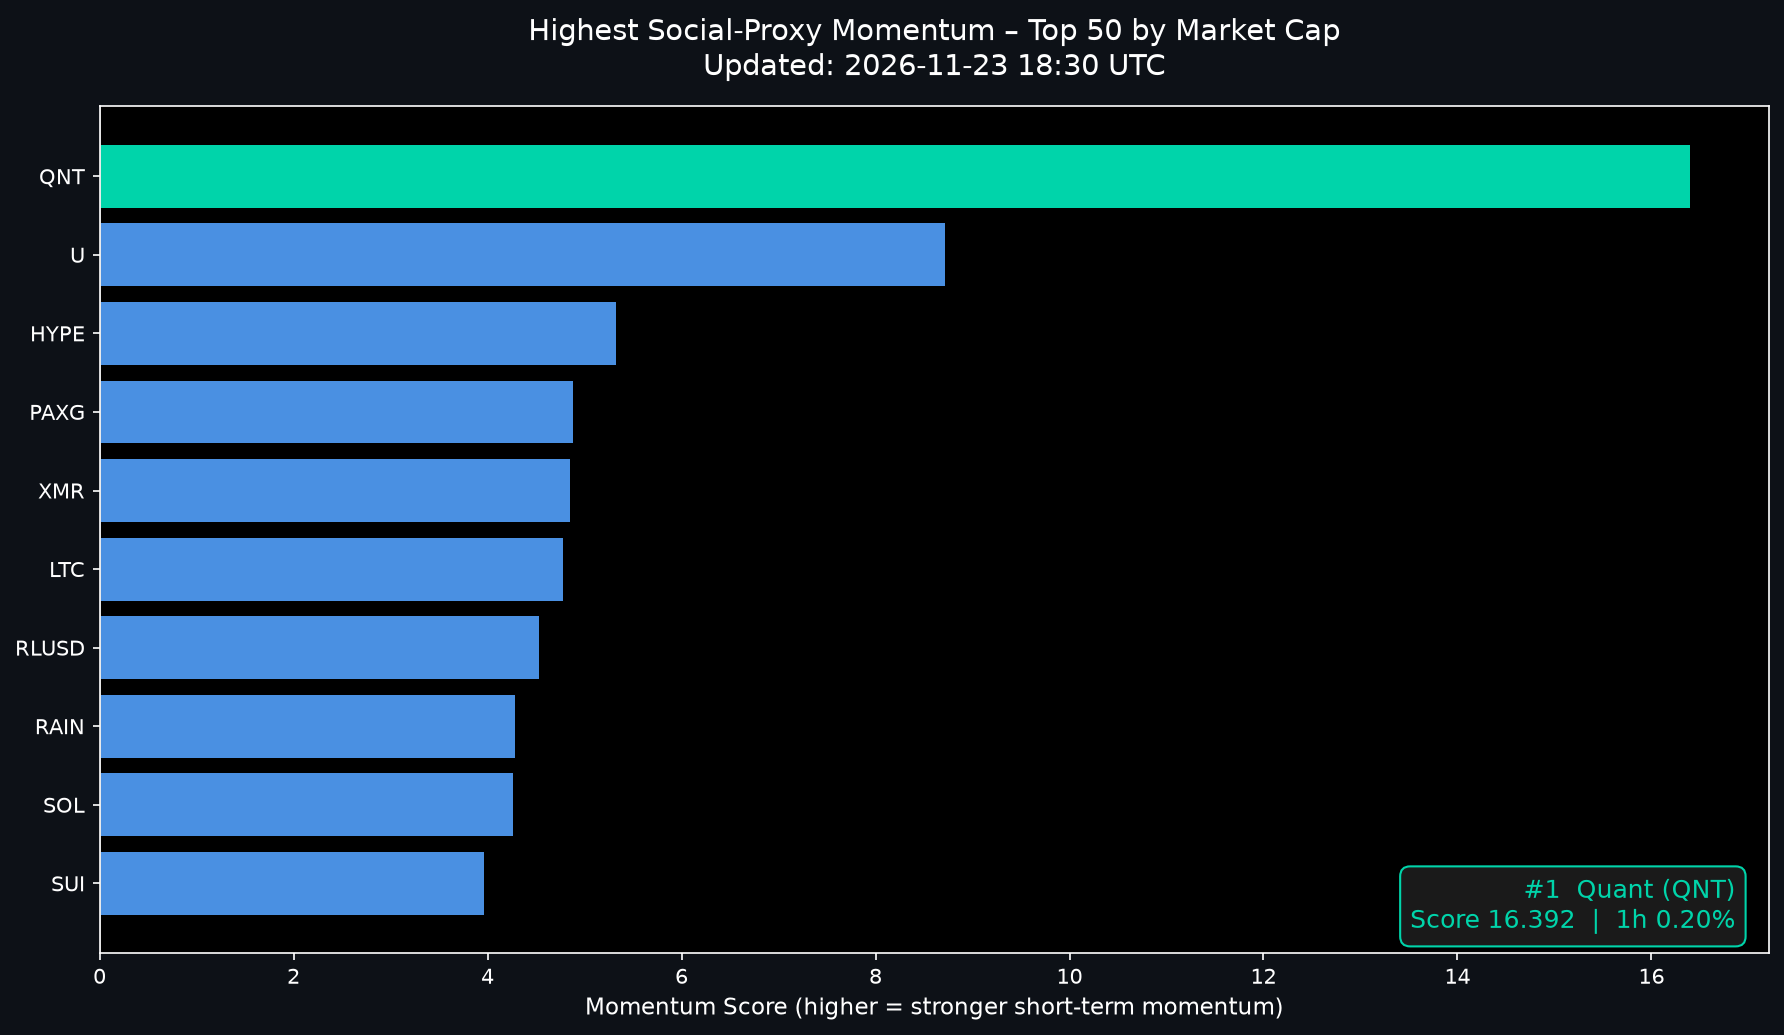 Highest Social-Proxy Momentum – Top 50 by Market Cap
Updated: 2026-11-23 18:30 UTC
QNT
U
HYPE
PAXG
XMR
LTC
RLUSD
RAIN
SOL
SUI
#1  Quant (QNT)
Score 16.392  |  1h 0.20%
0 2 4 6 8 10 12 14 16
Momentum Score (higher = stronger short-term momentum)